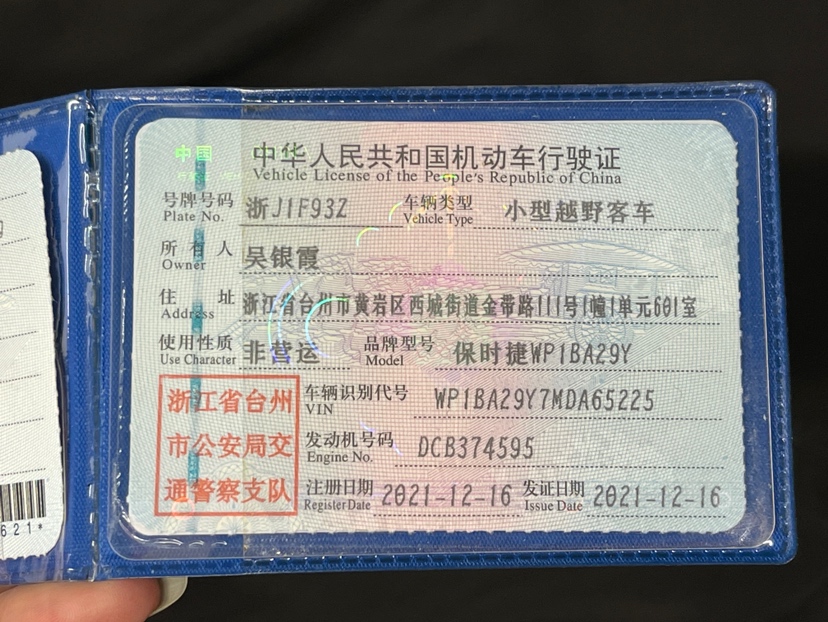 中国
中华人民共和国机动车行驶证
Vehicle License of the People's Republic of China
号牌号码 浙J1F93Z 车辆类型 小型越野客车
Plate No. Vehicle Type
所有人 吴银霞
Owner
住址 浙江省台州市黄岩区西城街道金带路111号1幢1单元601室
Address
使用性质 非营运 品牌型号 保时捷WP1BA29Y
Use Character Model
浙江省台州
市公安局交
通警察支队
车辆识别代号 WP1BA29Y7MDA65225
VIN
发动机号码 DCB374595
Engine No.
注册日期 2021-12-16 发证日期 2021-12-16
Register Date Issue Date
621*